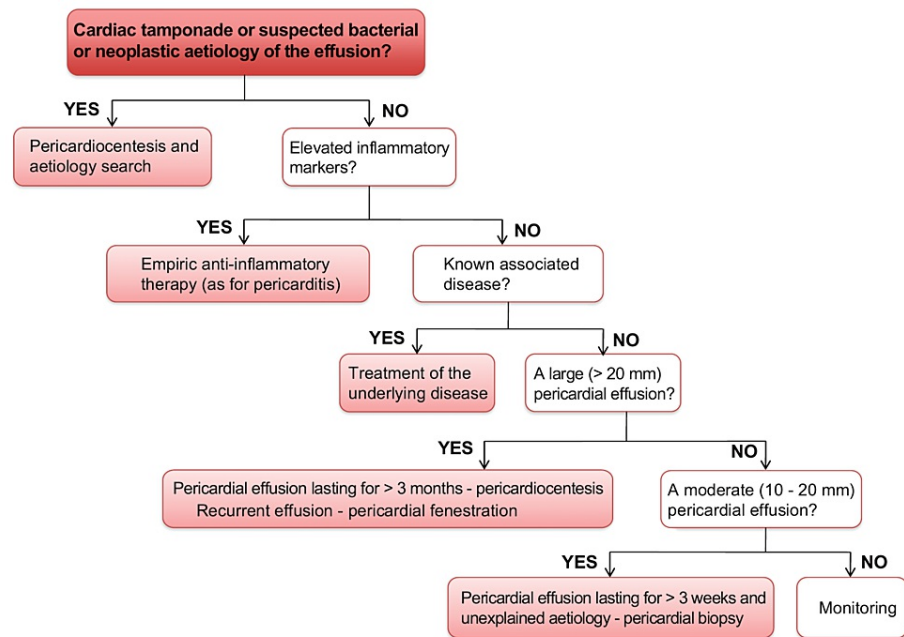 Cardiac tamponade or suspected bacterial
or neoplastic aetiology of the effusion?
YES
NO
Pericardiocentesis and
aetiology search
Elevated inflammatory
markers?
YES
NO
Empiric anti-inflammatory
therapy (as for pericarditis)
Known associated
disease?
YES
NO
Treatment of the
underlying disease
A large (> 20 mm)
pericardial effusion?
YES
NO
Pericardial effusion lasting for > 3 months - pericardiocentesis
Recurrent effusion - pericardial fenestration
A moderate (10 - 20 mm)
pericardial effusion?
YES
NO
Pericardial effusion lasting for > 3 weeks and
unexplained aetiology - pericardial biopsy
Monitoring